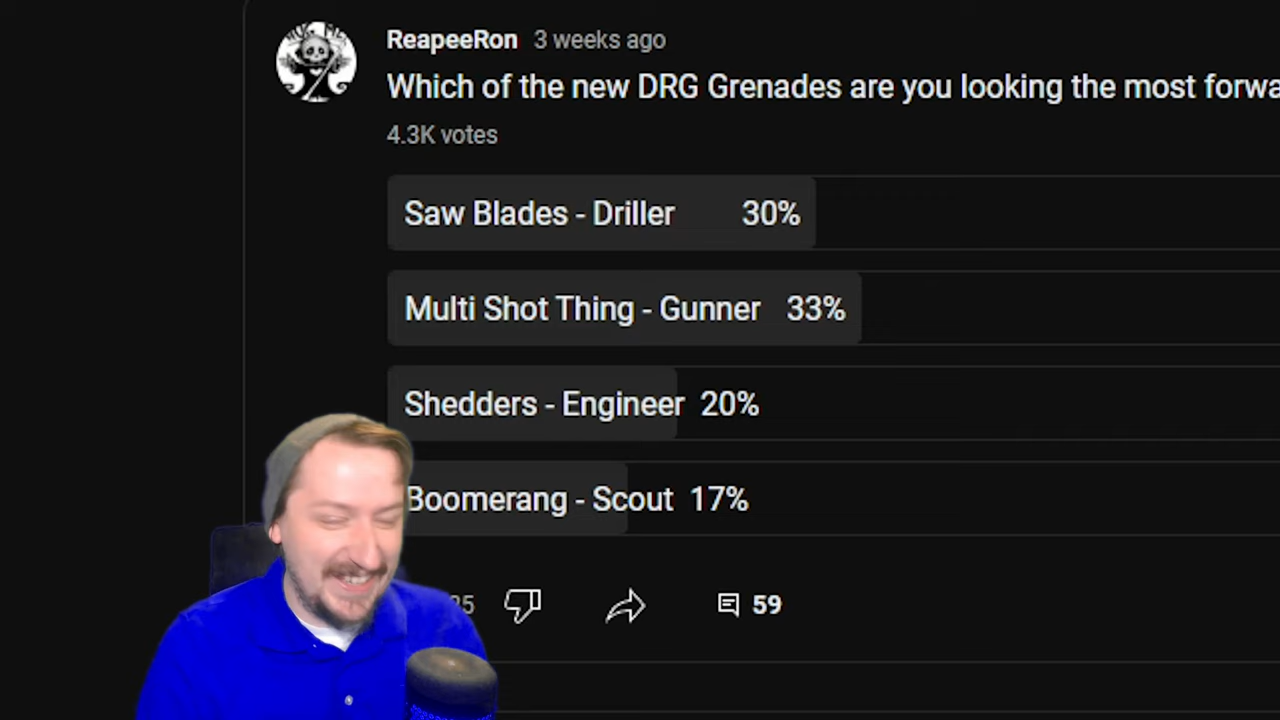 ReapeeRon 3 weeks ago
Which of the new DRG Grenades are you looking the most forwa
4.3K votes
Saw Blades - Driller 30%
Multi Shot Thing - Gunner 33%
Shedders - Engineer 20%
Boomerang - Scout 17%
59